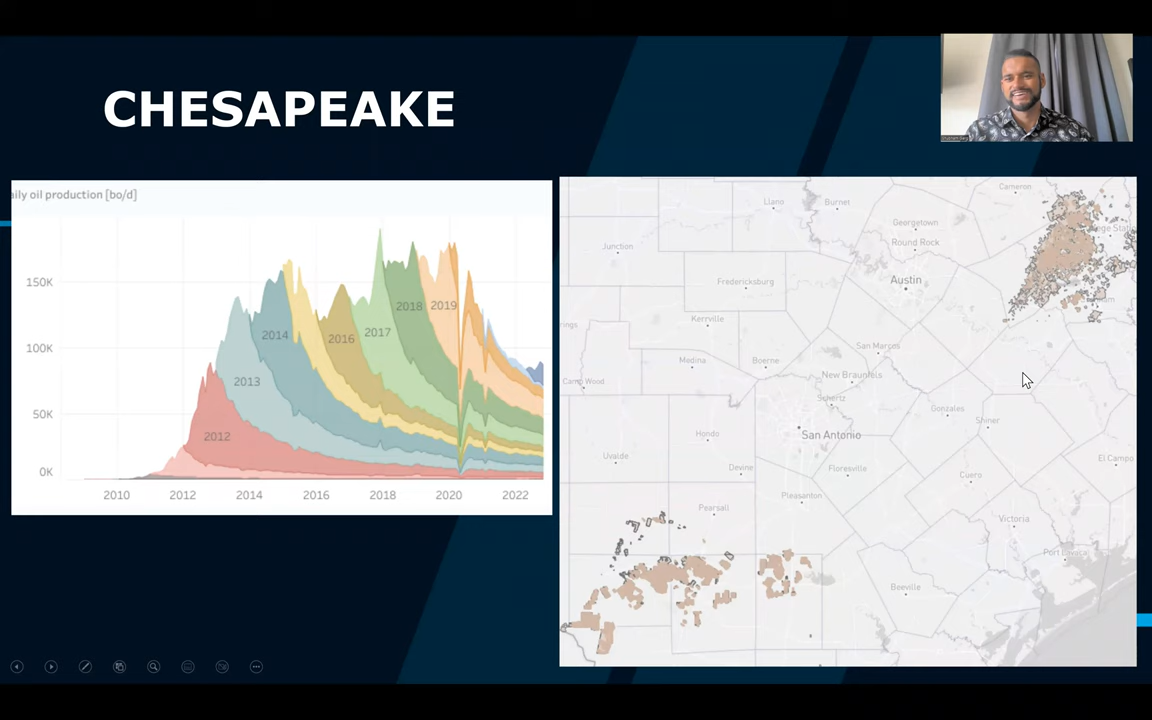 CHESAPEAKE
aily oil production [bo/d]
150K
100K
50K
0K
2012
2013
2014
2016
2017
2018
2019
2010 2012 2014 2016 2018 2020 2022
Cameron
Llano
Burnet
Georgetown
ege Stati
Round Rock
Junction
Austin
Fredericksburg
Kerrville
rings
San Marcos
Medina
Boerne
New Braunfels
Camp Wood
Schertz
Gonzales
Shiner
Hondo
San Antonio
Uvalde
El Campo
Devine
Floresville
Cuero
Pleasanton
Pearsall
Victoria
Port Lavaca
Beeville